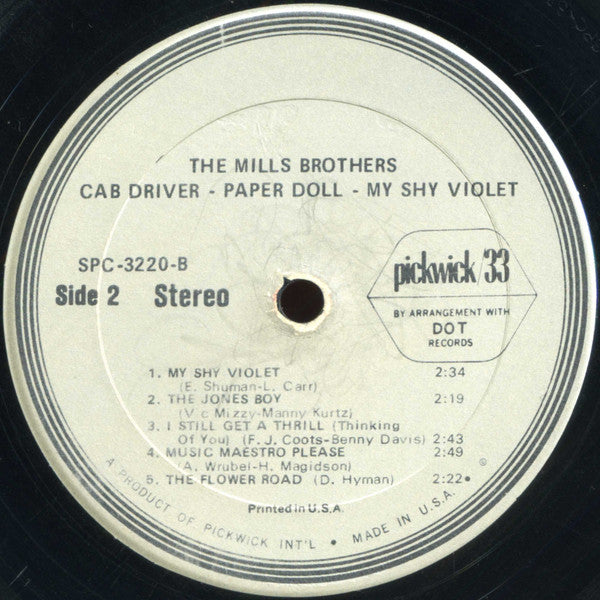 THE MILLS BROTHERS
CAB DRIVER - PAPER DOLL - MY SHY VIOLET
SPC-3220-B
Side 2 Stereo
pickwick/33
BY ARRANGEMENT WITH
DOT
RECORDS
1. MY SHY VIOLET 2:34
(E. Shuman-L. Carr)
2. THE JONES BOY 2:19
(Vic Mizzy-Manny Kurtz)
3. I STILL GET A THRILL (Thinking
Of You) (F. J. Coots-Benny Davis) 2:43
4. MUSIC MAESTRO PLEASE 2:49
(A. Wrubel-H. Magidson)
5. THE FLOWER ROAD (D. Hyman) 2:22•
Printed in U.S.A.
A PRODUCT OF PICKWICK INT'L • MADE IN U.S.A. ℗